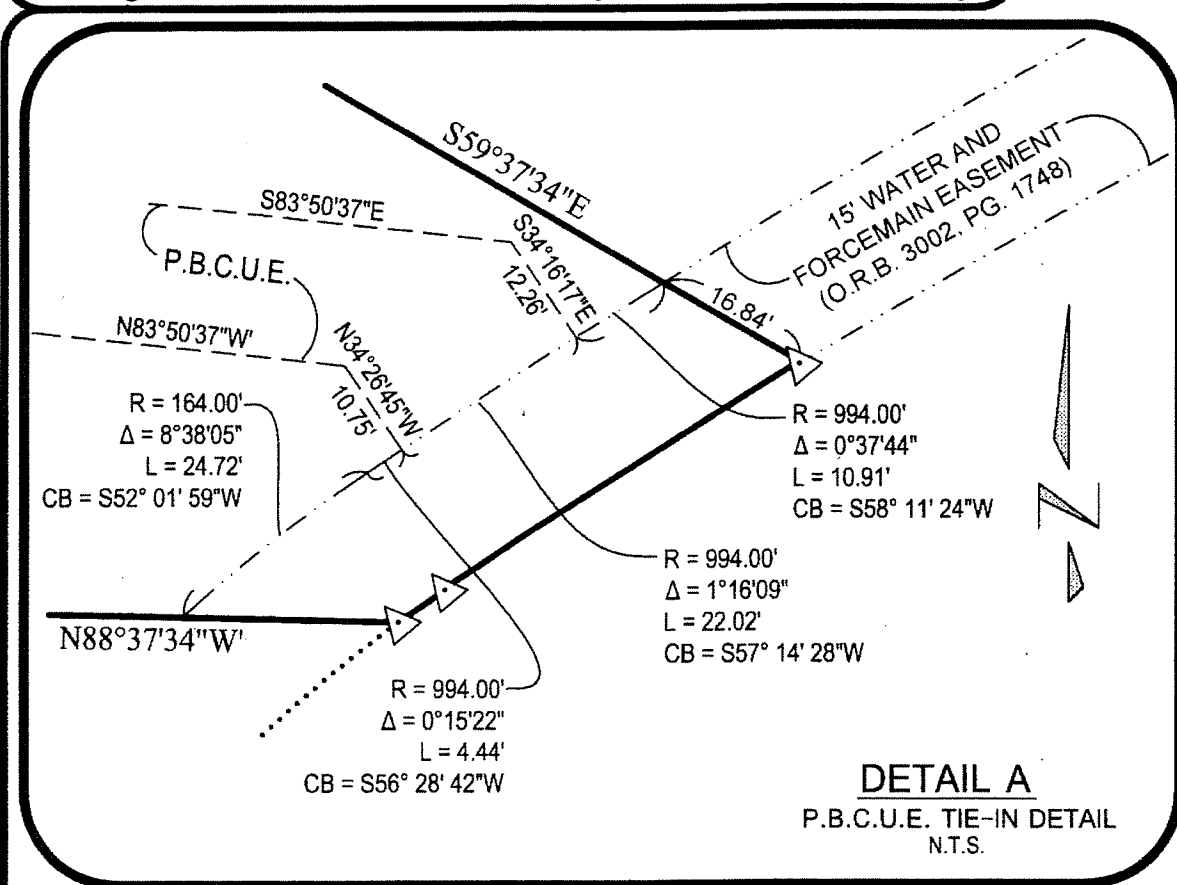 S59°37'34"E
15' WATER AND
FORCEMAIN EASEMENT
(O.R.B. 3002, PG. 1748)
S83°50'37"E
S34°16'17"E
12.26'
P.B.C.U.E.
16.84'
N83°50'37"W'
N34°26'45"W
10.75'
R = 164.00'
Δ = 8°38'05"
L = 24.72'
CB = S52° 01' 59"W
R = 994.00'
Δ = 0°37'44"
L = 10.91'
CB = S58° 11' 24"W
N
R = 994.00'
Δ = 1°16'09"
L = 22.02'
CB = S57° 14' 28"W
N88°37'34"W'
R = 994.00'
Δ = 0°15'22"
L = 4.44'
CB = S56° 28' 42"W
DETAIL A
P.B.C.U.E. TIE-IN DETAIL
N.T.S.